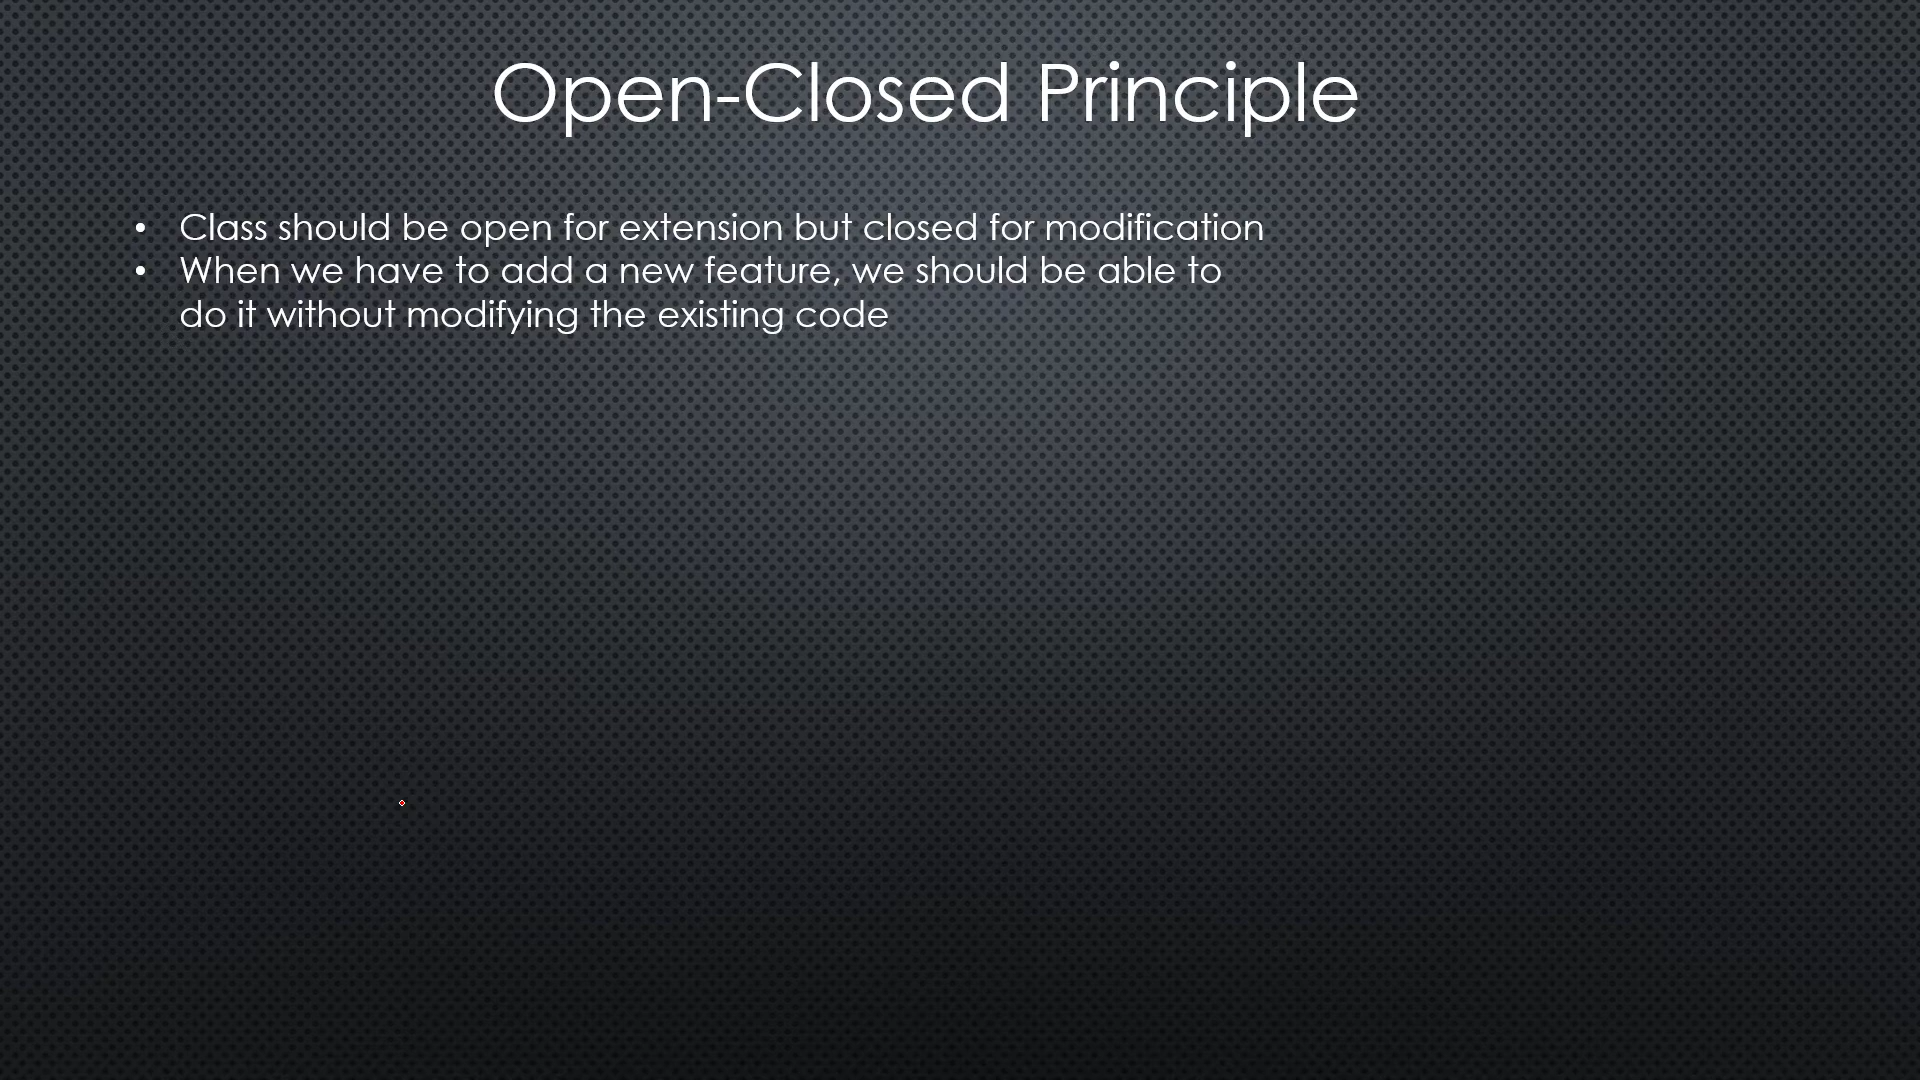 Open-Closed Principle
• Class should be open for extension but closed for modification
• When we have to add a new feature, we should be able to
do it without modifying the existing code